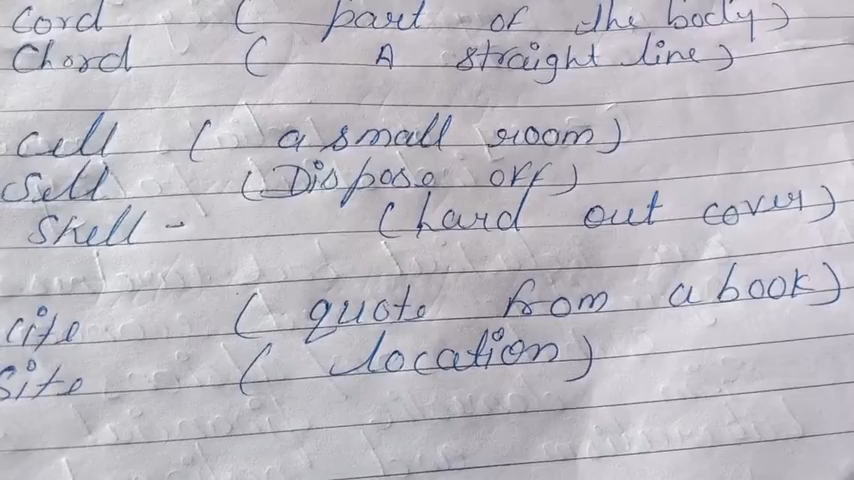 Cord ( part of the body)
Chord ( A straight line)
Cell ( a small room)
Sell ( Dispose off)
Shell - ( hard out cover)
Cite ( quote from a book)
Site ( location)